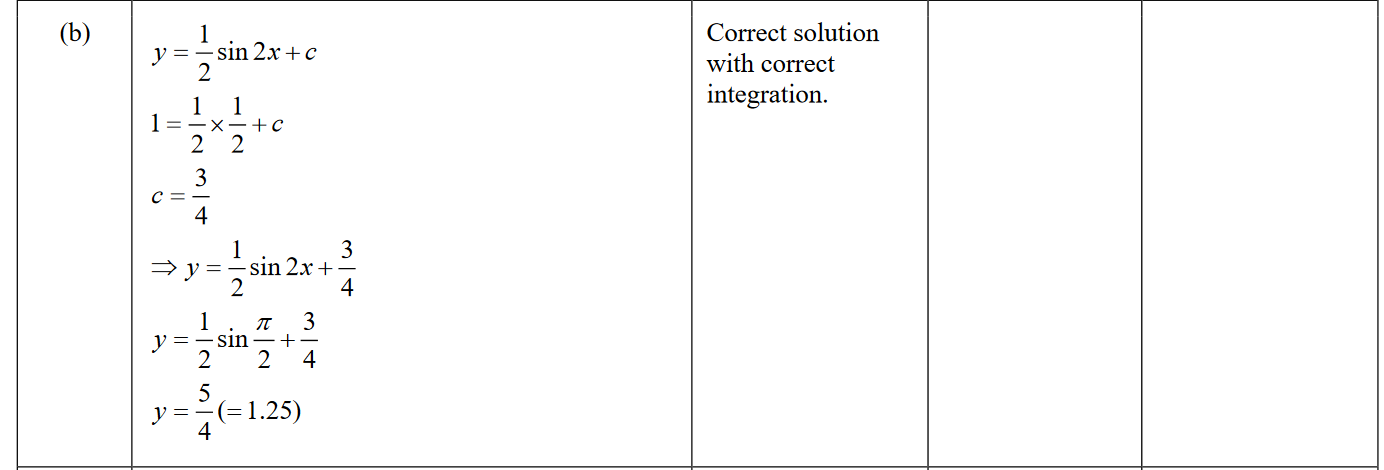 (b)
y = 1/2 sin 2x + c
1 = 1/2 × 1/2 + c
c = 3/4
⇒ y = 1/2 sin 2x + 3/4
y = 1/2 sin π/2 + 3/4
y = 5/4 (= 1.25)
Correct solution
with correct
integration.